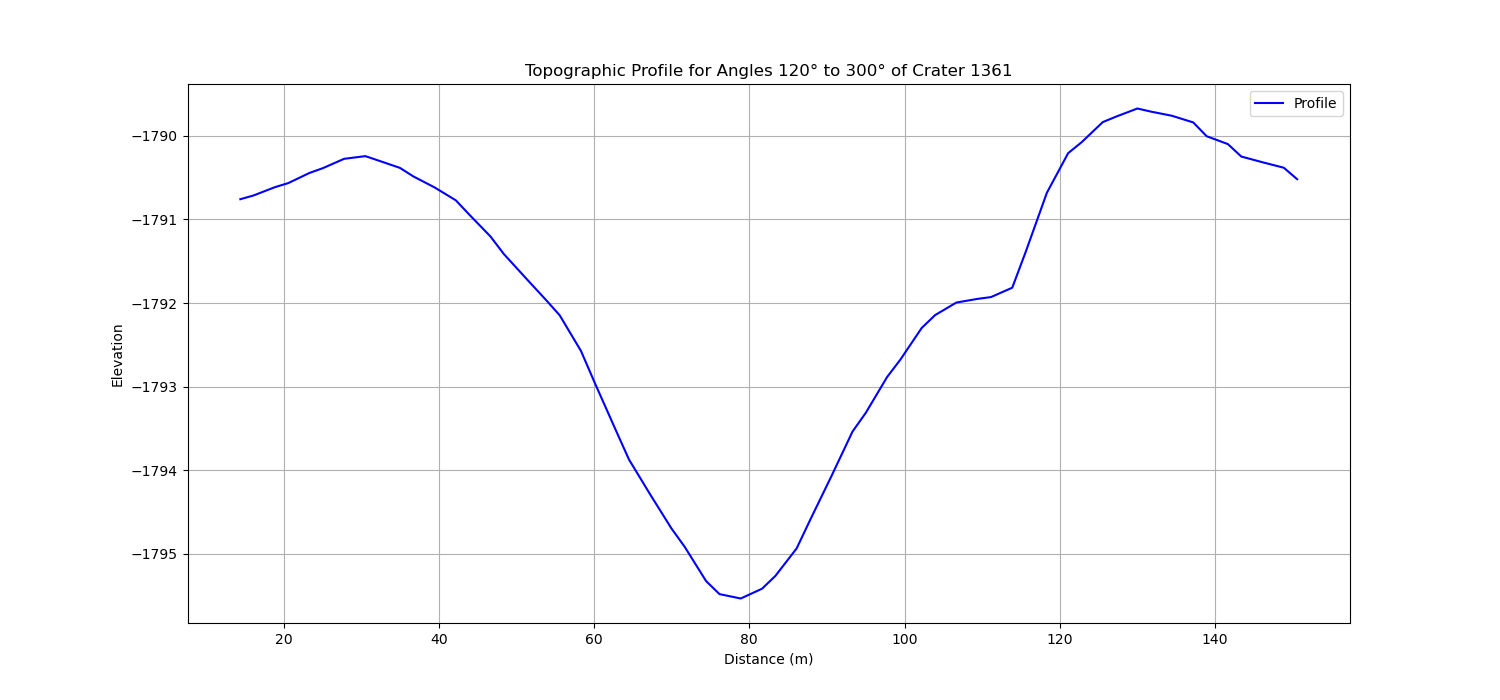 Topographic Profile for Angles 120° to 300° of Crater 1361
Profile
−1790
−1791
−1792
−1793
−1794
−1795
Elevation
20 40 60 80 100 120 140
Distance (m)